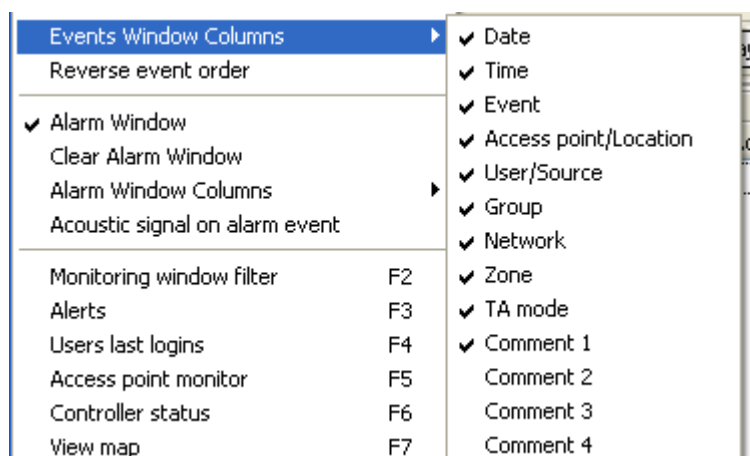 Events Window Columns
Reverse event order
Alarm Window
Clear Alarm Window
Alarm Window Columns
Acoustic signal on alarm event
Monitoring window filter F2
Alerts F3
Users last logins F4
Access point monitor F5
Controller status F6
View map F7
Date
Time
Event
Access point/Location
User/Source
Group
Network
Zone
TA mode
Comment 1
Comment 2
Comment 3
Comment 4